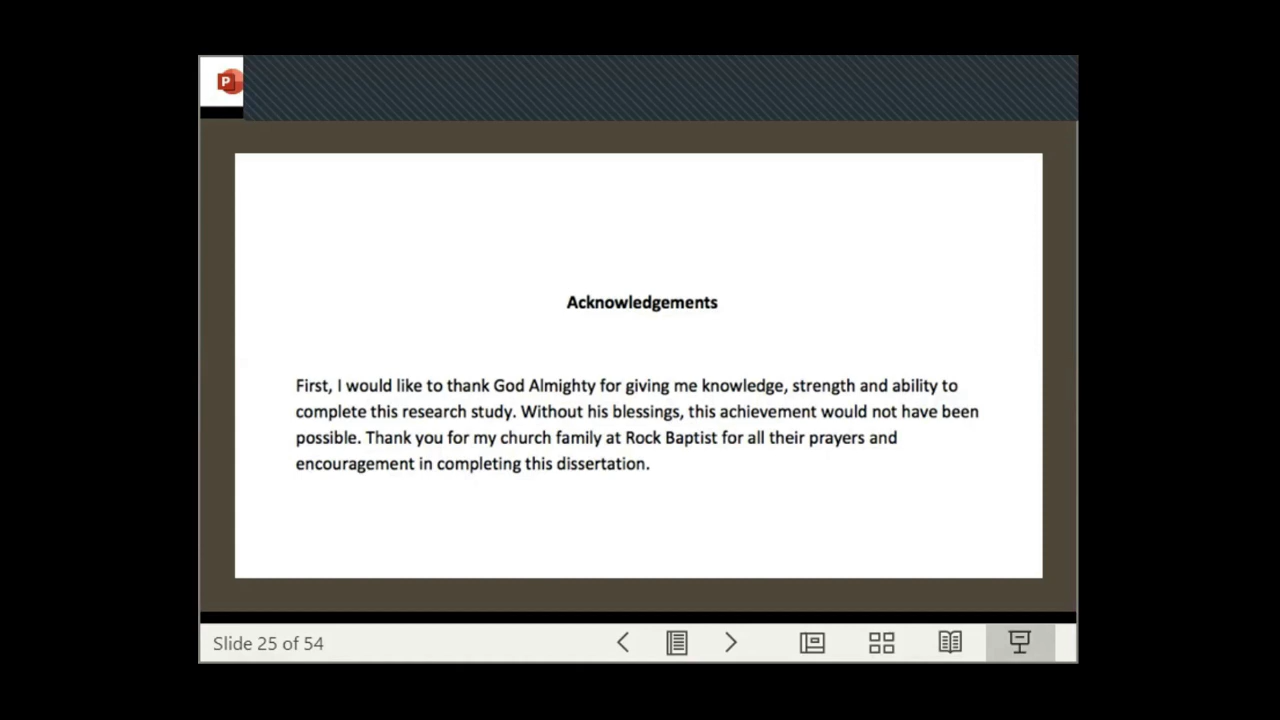 P
Acknowledgements
First, I would like to thank God Almighty for giving me knowledge, strength and ability to
complete this research study. Without his blessings, this achievement would not have been
possible. Thank you for my church family at Rock Baptist for all their prayers and
encouragement in completing this dissertation.
Slide 25 of 54